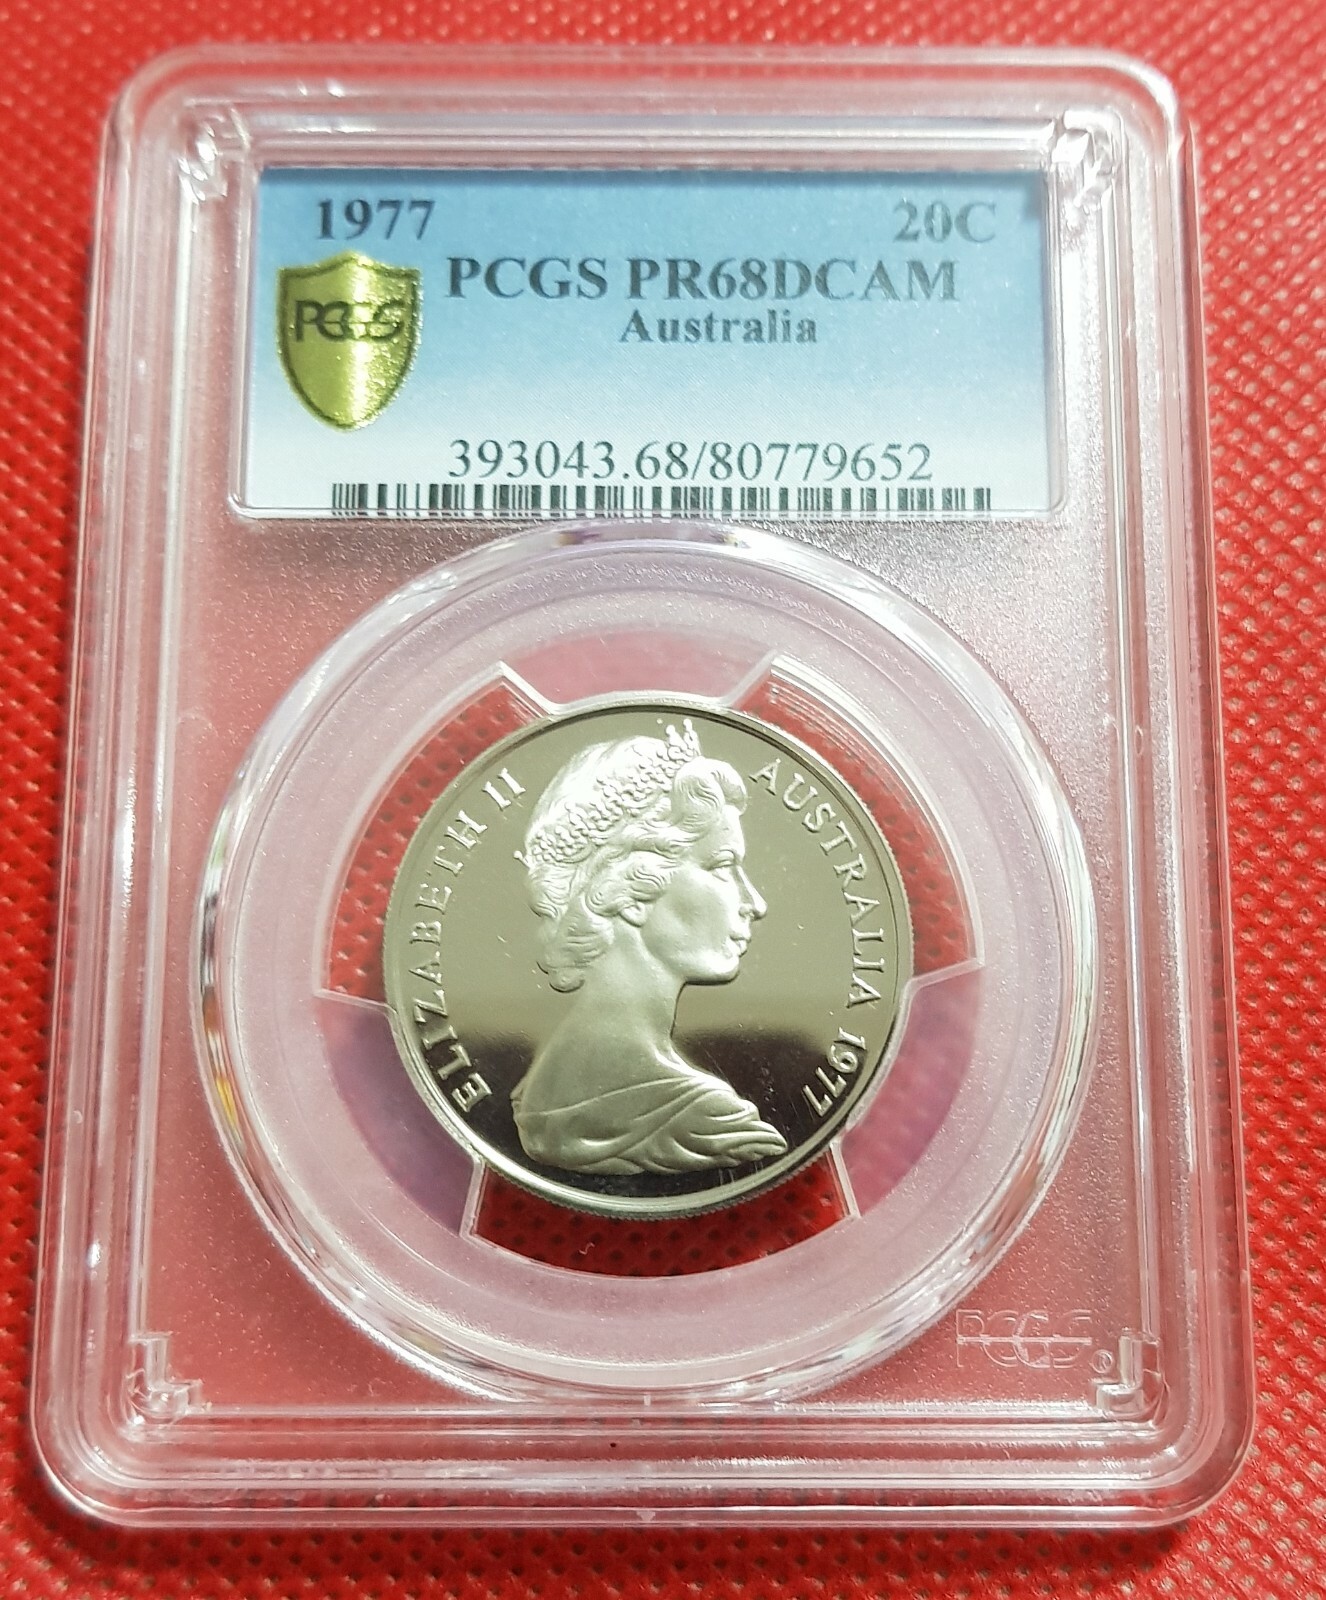 1977 20C
PCGS PR68DCAM
PCGS
Australia
393043.68/80779652
ELIZABETH II
AUSTRALIA 1977
PCGS®